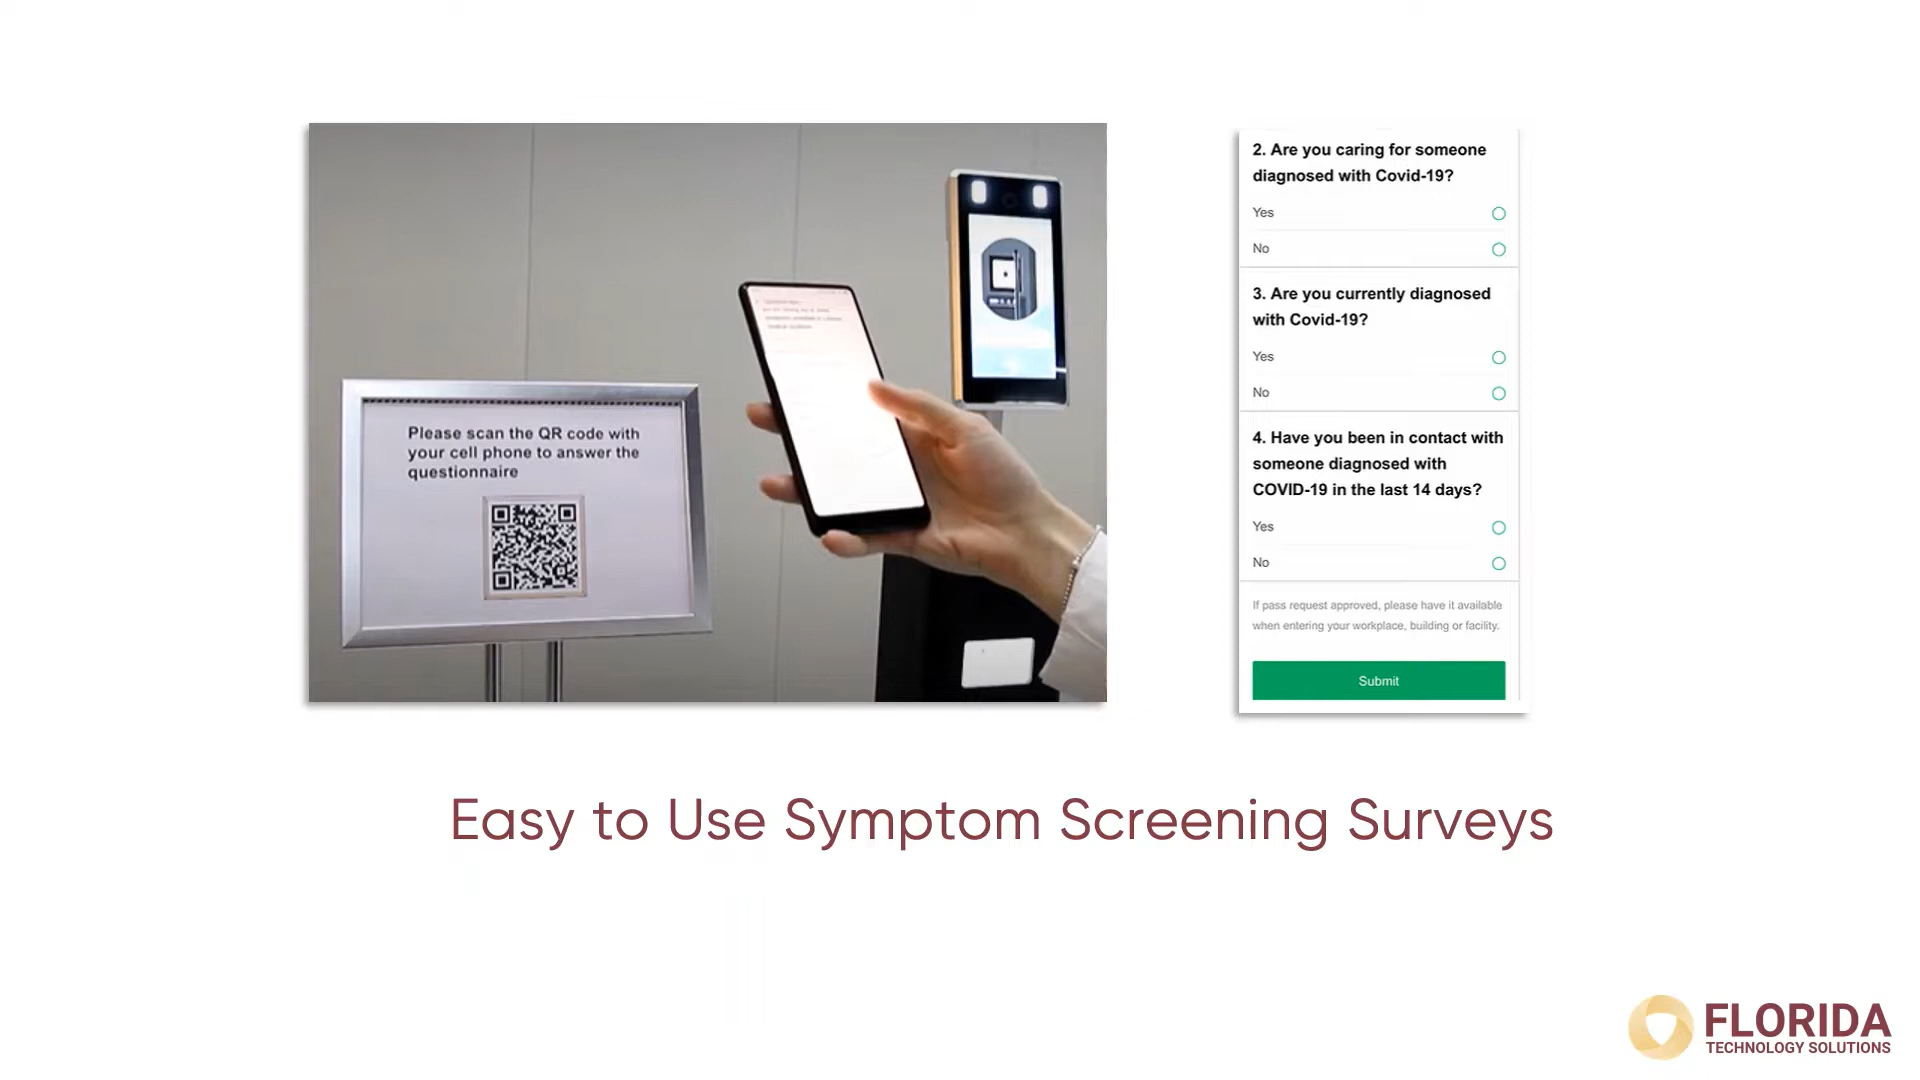 Please scan the QR code with
your cell phone to answer the
questionnaire
2. Are you caring for someone
diagnosed with Covid-19?
Yes
No
3. Are you currently diagnosed
with Covid-19?
Yes
No
4. Have you been in contact with
someone diagnosed with
COVID-19 in the last 14 days?
Yes
No
If pass request approved, please have it available
when entering your workplace, building or facility.
Submit
Easy to Use Symptom Screening Surveys
FLORIDA
TECHNOLOGY SOLUTIONS